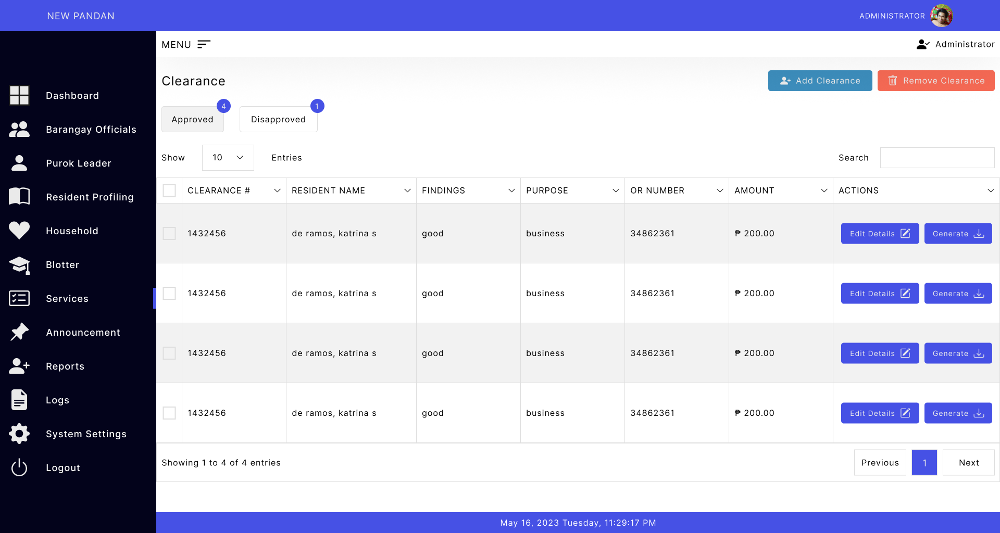 NEW PANDAN
ADMINISTRATOR
MENU
Administrator
Dashboard
Barangay Officials
Purok Leader
Resident Profiling
Household
Blotter
Services
Announcement
Reports
Logs
System Settings
Logout
Clearance
Add Clearance
Remove Clearance
Approved 4
Disapproved 1
Show 10 Entries
Search
CLEARANCE # RESIDENT NAME FINDINGS PURPOSE OR NUMBER AMOUNT ACTIONS
1432456 de ramos, katrina s good business 34862361 ₱ 200.00 Edit Details Generate
1432456 de ramos, katrina s good business 34862361 ₱ 200.00 Edit Details Generate
1432456 de ramos, katrina s good business 34862361 ₱ 200.00 Edit Details Generate
1432456 de ramos, katrina s good business 34862361 ₱ 200.00 Edit Details Generate
Showing 1 to 4 of 4 entries
Previous 1 Next
May 16, 2023 Tuesday, 11:29:17 PM